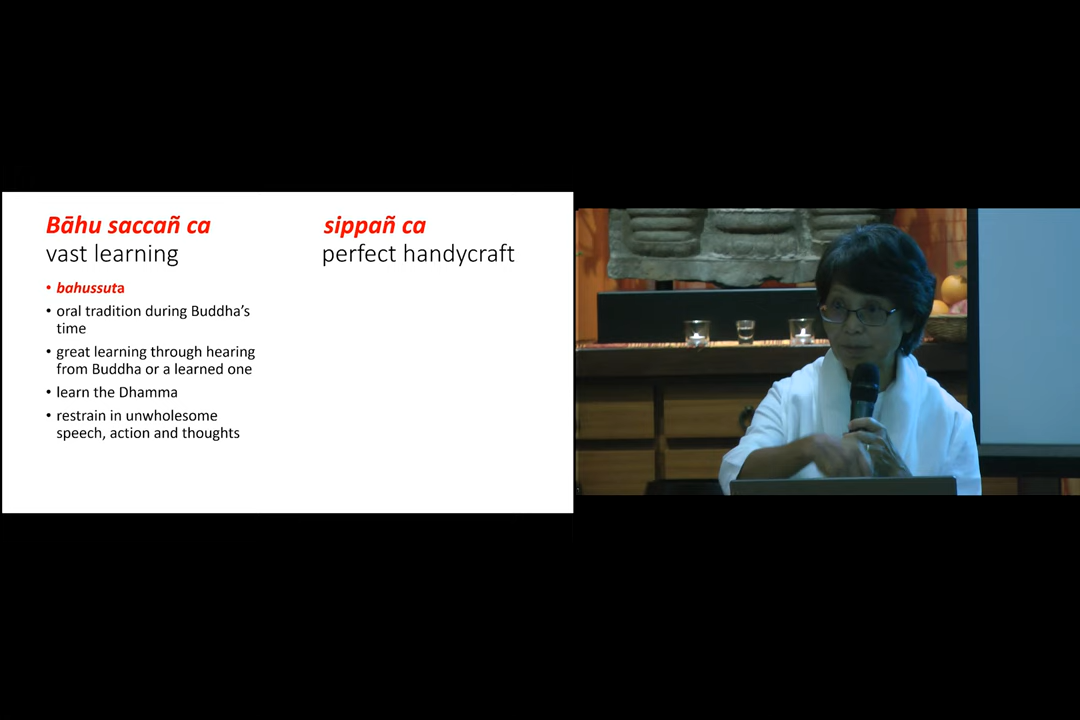 Bāhu saccañ ca
vast learning
• bahussuta
• oral tradition during Buddha's
time
• great learning through hearing
from Buddha or a learned one
• learn the Dhamma
• restrain in unwholesome
speech, action and thoughts
sippañ ca
perfect handycraft